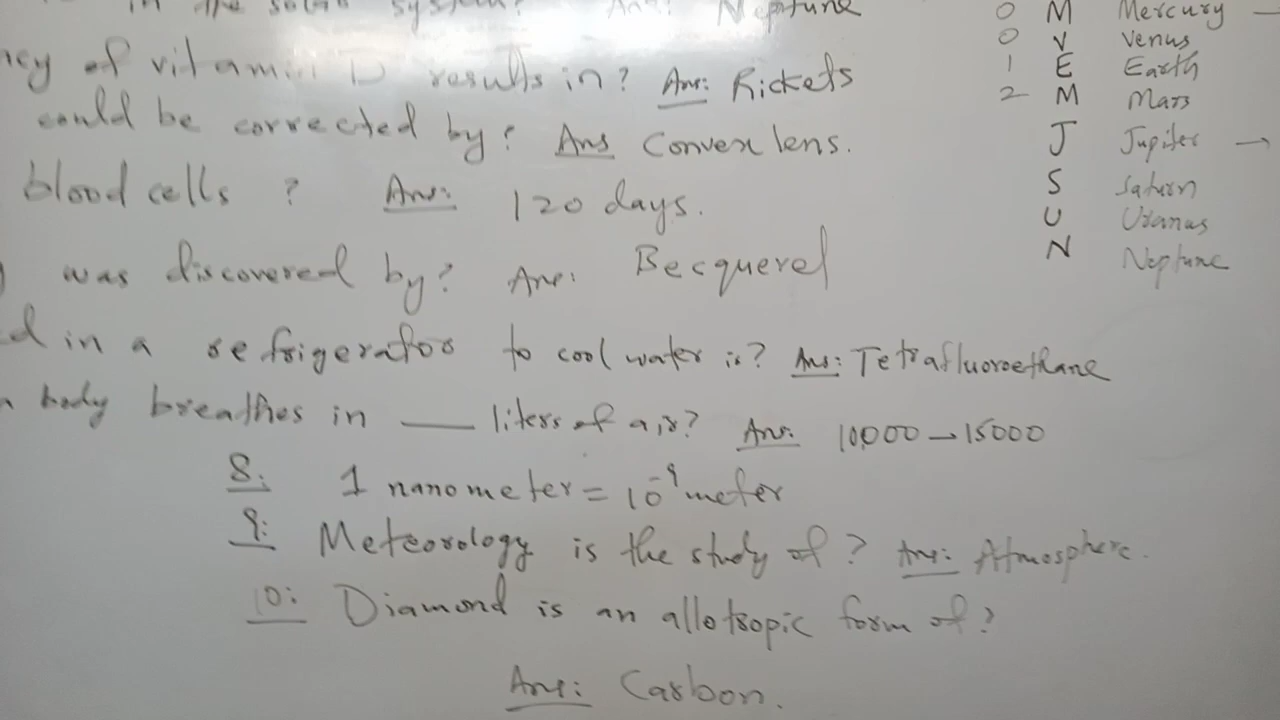 in the solar system? Ans: Neptune
ncy of vitamin D results in? Ans: Rickets
could be corrected by? Ans Convex lens.
blood cells ? Ans: 120 days.
was discovered by? Ans: Becquerel
d in a refrigerator to cool water is? Ans: Tetrafluoroethane
body breathes in ___ liters of air? Ans. 10,000 - 15000
8. 1 nanometer = 10⁻⁹ meter
9: Meteorology is the study of ? Ans: Atmosphere.
10: Diamond is an allotropic form of?
Ans: Carbon.
0 M Mercury —
0 V Venus
1 E Earth
2 M Mars
J Jupiter →
S Saturn
U Uranus
N Neptune